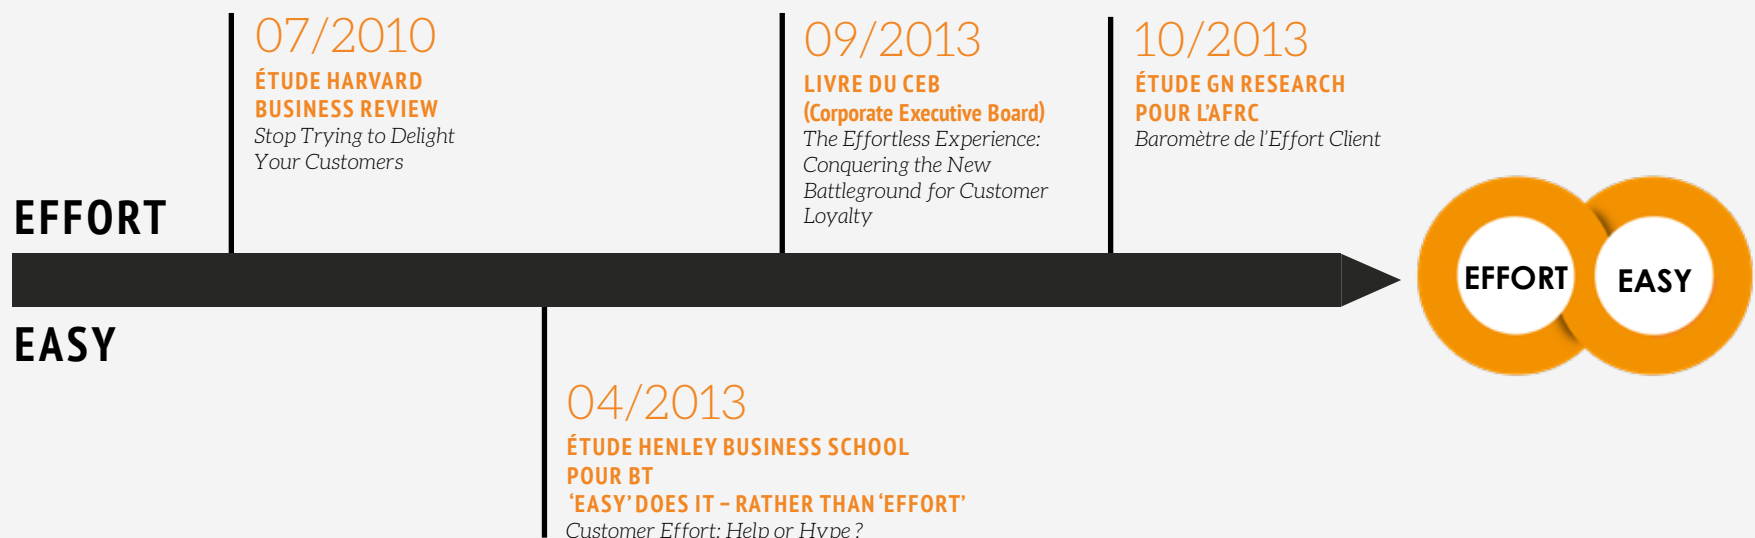 07/2010
ÉTUDE HARVARD
BUSINESS REVIEW
Stop Trying to Delight
Your Customers
09/2013
LIVRE DU CEB
(Corporate Executive Board)
The Effortless Experience:
Conquering the New
Battleground for Customer
Loyalty
10/2013
ÉTUDE GN RESEARCH
POUR L'AFRC
Baromètre de l'Effort Client
EFFORT
EFFORT
EASY
EASY
04/2013
ÉTUDE HENLEY BUSINESS SCHOOL
POUR BT
‘EASY’ DOES IT – RATHER THAN ‘EFFORT’
Customer Effort: Help or Hype ?